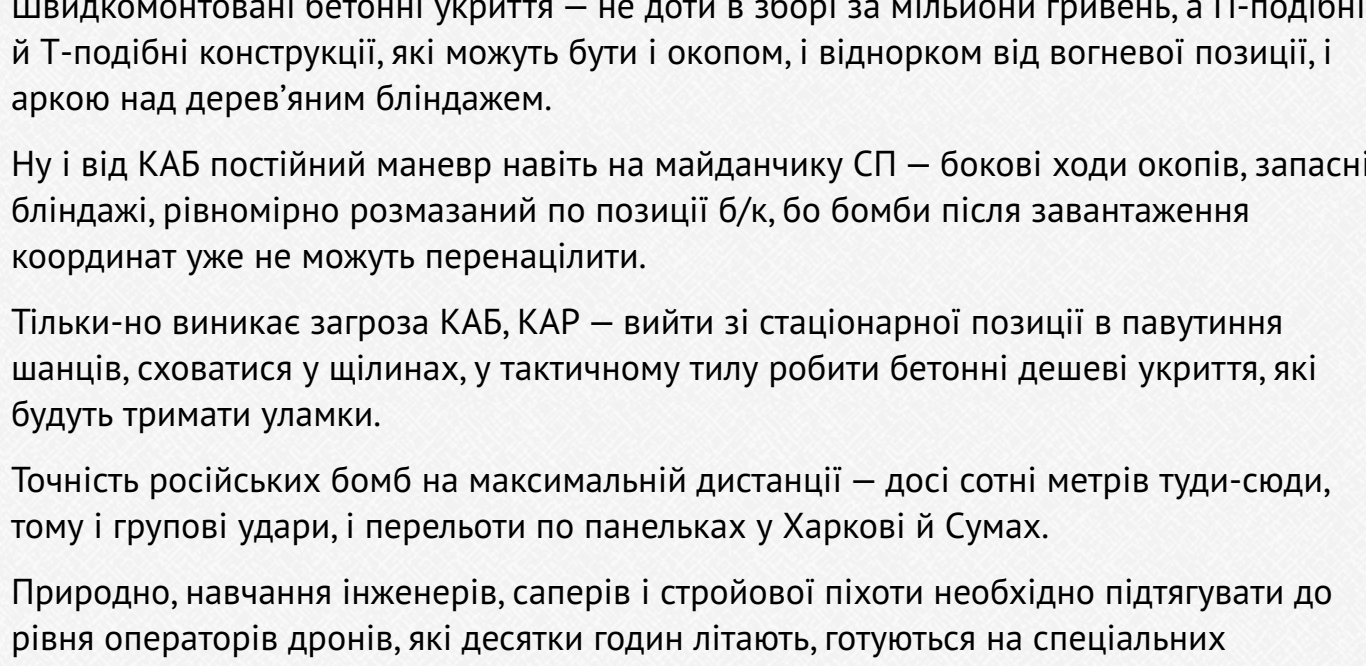 Швидкомонтовані бетонні укриття — не доти в зборі за мільйони гривень, а П-подібні
й Т-подібні конструкції, які можуть бути і окопом, і віднорком від вогневої позиції, і
аркою над дерев’яним бліндажем.
Ну і від КАБ постійний маневр навіть на майданчику СП — бокові ходи окопів, запасні
бліндажі, рівномірно розмазаний по позиції б/к, бо бомби після завантаження
координат уже не можуть перенацілити.
Тільки-но виникає загроза КАБ, КАР — вийти зі стаціонарної позиції в павутиння
шанців, сховатися у щілинах, у тактичному тилу робити бетонні дешеві укриття, які
будуть тримати уламки.
Точність російських бомб на максимальній дистанції — досі сотні метрів туди-сюди,
тому і групові удари, і перельоти по панельках у Харкові й Сумах.
Природно, навчання інженерів, саперів і стройової піхоти необхідно підтягувати до
рівня операторів дронів, які десятки годин літають, готуються на спеціальних